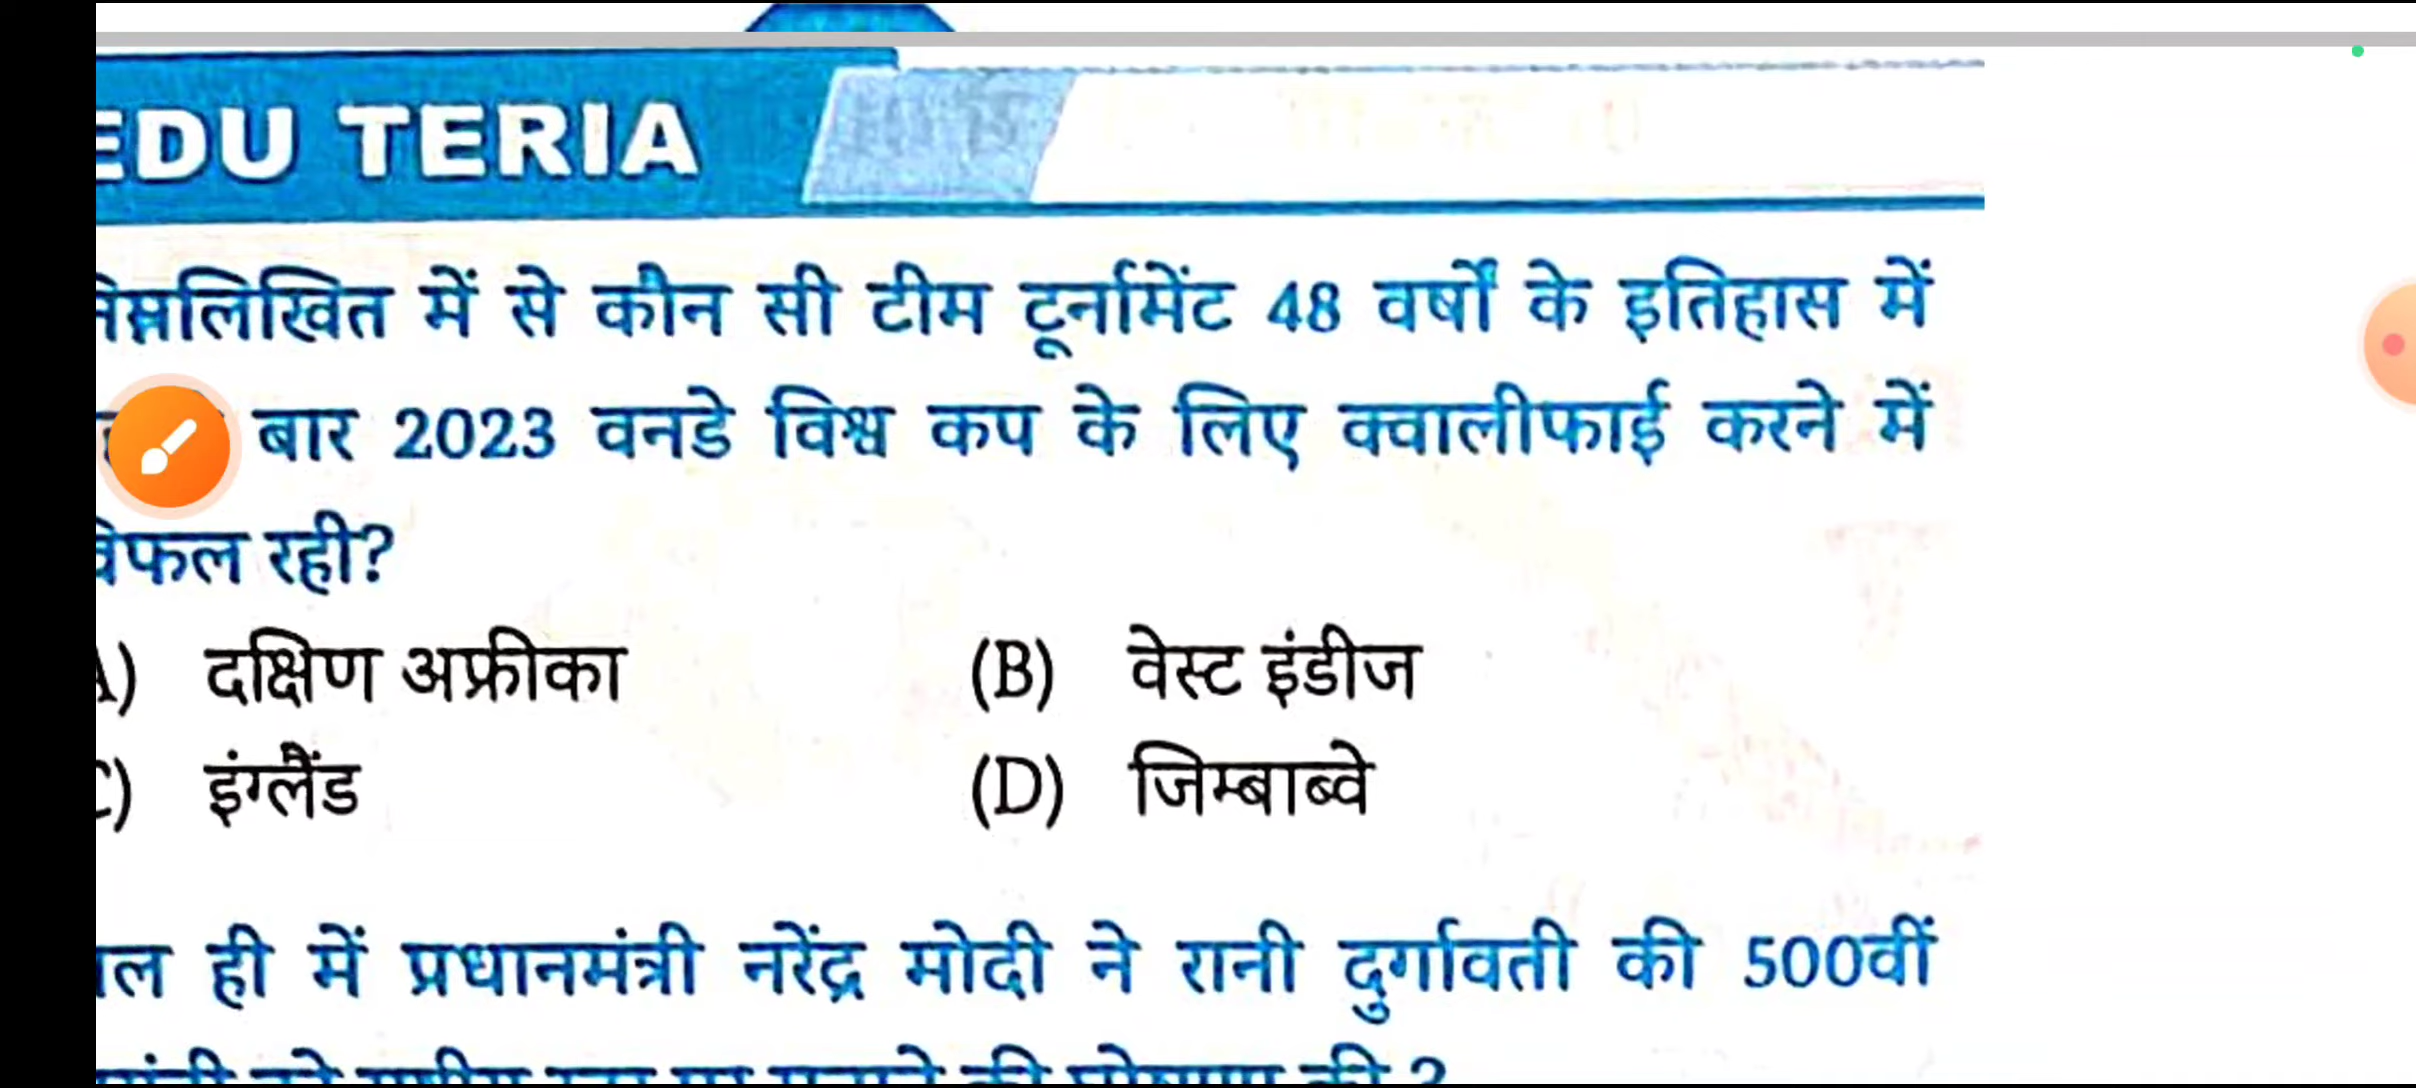 EDU TERIA
निम्नलिखित में से कौन सी टीम टूर्नामेंट 48 वर्षों के इतिहास में
बार 2023 वनडे विश्व कप के लिए क्वालीफाई करने में
विफल रही?
A) दक्षिण अफ्रीका (B) वेस्ट इंडीज
C) इंग्लैंड (D) जिम्बाब्वे
ल ही में प्रधानमंत्री नरेंद्र मोदी ने रानी दुर्गावती की 500वीं
की ?